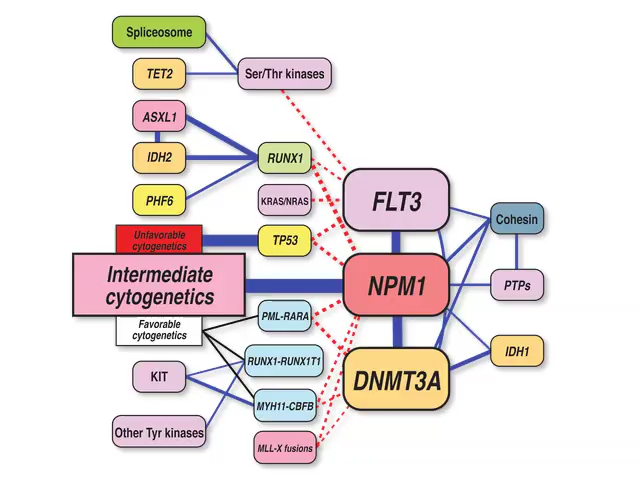 Spliceosome
TET2
Ser/Thr kinases
ASXL1
IDH2
RUNX1
PHF6
KRAS/NRAS
FLT3
Cohesin
Unfavorable
cytogenetics
TP53
Intermediate
cytogenetics
NPM1
PTPs
Favorable
cytogenetics
PML-RARA
RUNX1-RUNX1T1
IDH1
KIT
DNMT3A
MYH11-CBFB
Other Tyr kinases
MLL-X fusions